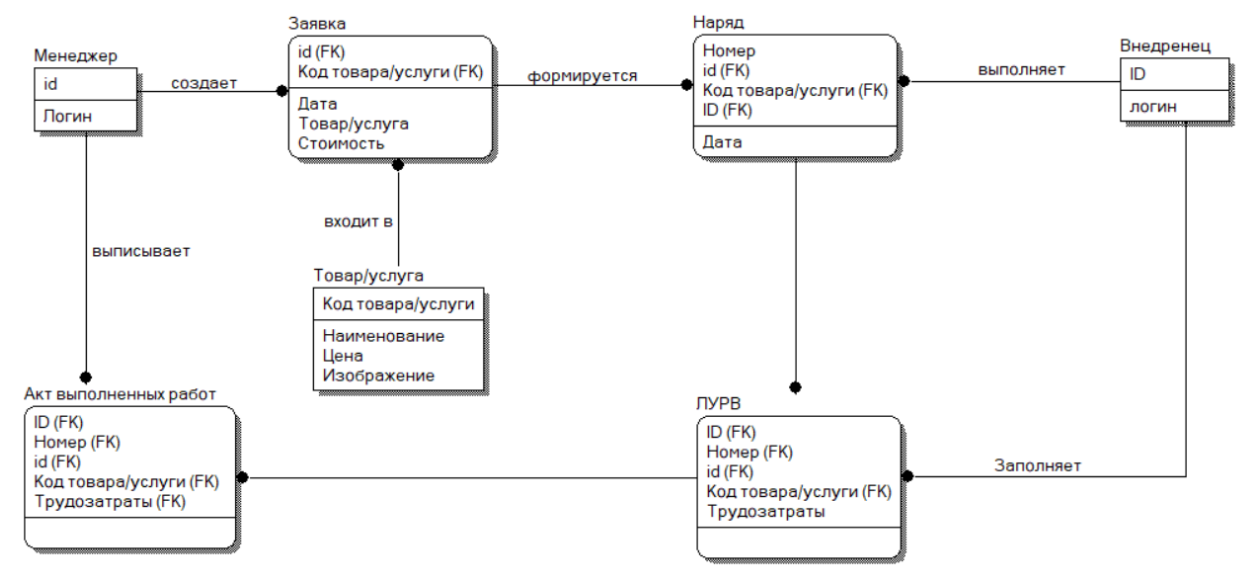 Менеджер
id
Логин
создает
Заявка
id (FK)
Код товара/услуги (FK)
Дата
Товар/услуга
Стоимость
формируется
Наряд
Номер
id (FK)
Код товара/услуги (FK)
ID (FK)
Дата
выполняет
Внедренец
ID
логин
выписывает
входит в
Товар/услуга
Код товара/услуги
Наименование
Цена
Изображение
Акт выполненных работ
ID (FK)
Номер (FK)
id (FK)
Код товара/услуги (FK)
Трудозатраты (FK)
ЛУРВ
ID (FK)
Номер (FK)
id (FK)
Код товара/услуги (FK)
Трудозатраты
Заполняет